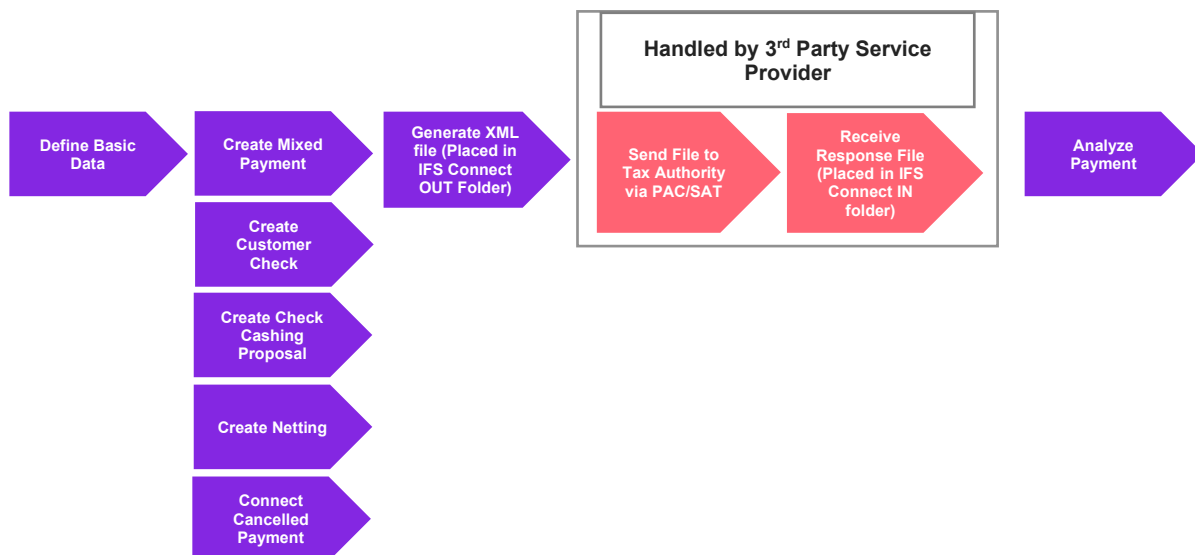 Handled by 3rd Party Service
Provider
Define Basic
Data
Create Mixed
Payment
Generate XML
file (Placed in
IFS Connect
OUT Folder)
Send File to
Tax Authority
via PAC/SAT
Receive
Response File
(Placed in IFS
Connect IN
folder)
Analyze
Payment
Create
Customer
Check
Create Check
Cashing
Proposal
Create Netting
Connect
Cancelled
Payment